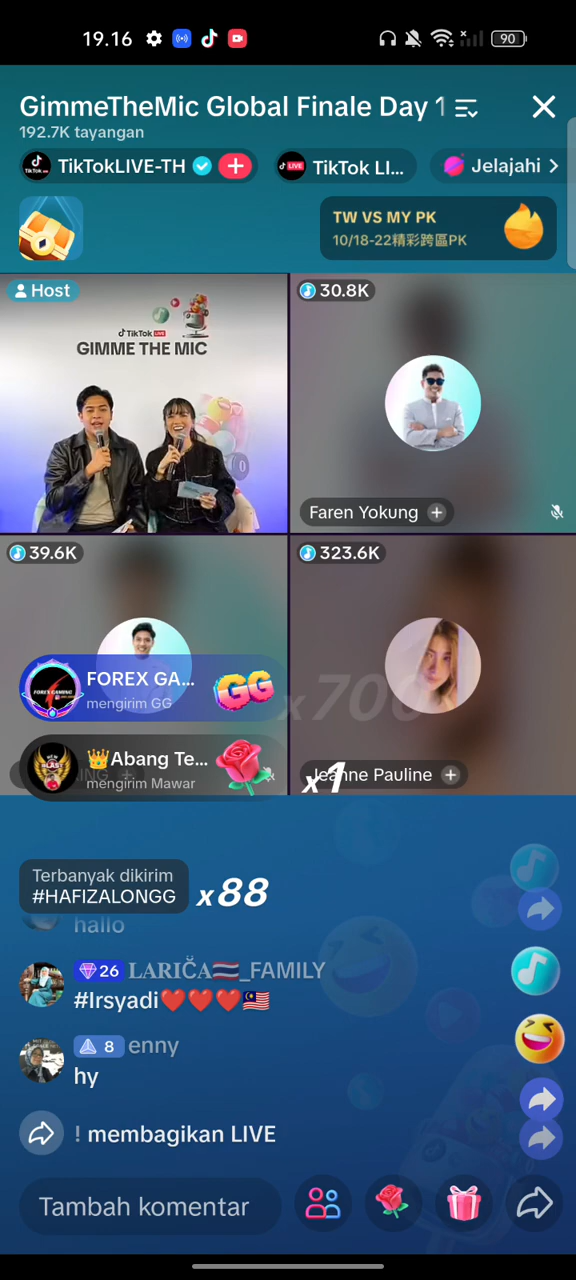 19.16
90
GimmeTheMic Global Finale Day 1
192.7K tayangan
TikTokLIVE-TH
TikTok LI...
Jelajahi
TW VS MY PK
10/18-22精彩跨區PK
Host
30.8K
TikTok LIVE
GIMME THE MIC
Faren Yokung
39.6K
323.6K
FOREX GA...
mengirim GG
GG
x700
👑Abang Te...
mengirim Mawar
x1
Jeanne Pauline
Terbanyak dikirim
#HAFIZALONGG
x88
hallo
26 LARIČA🇹🇭_FAMILY
#Irsyadi❤️❤️❤️🇲🇾
8 enny
hy
! membagikan LIVE
Tambah komentar